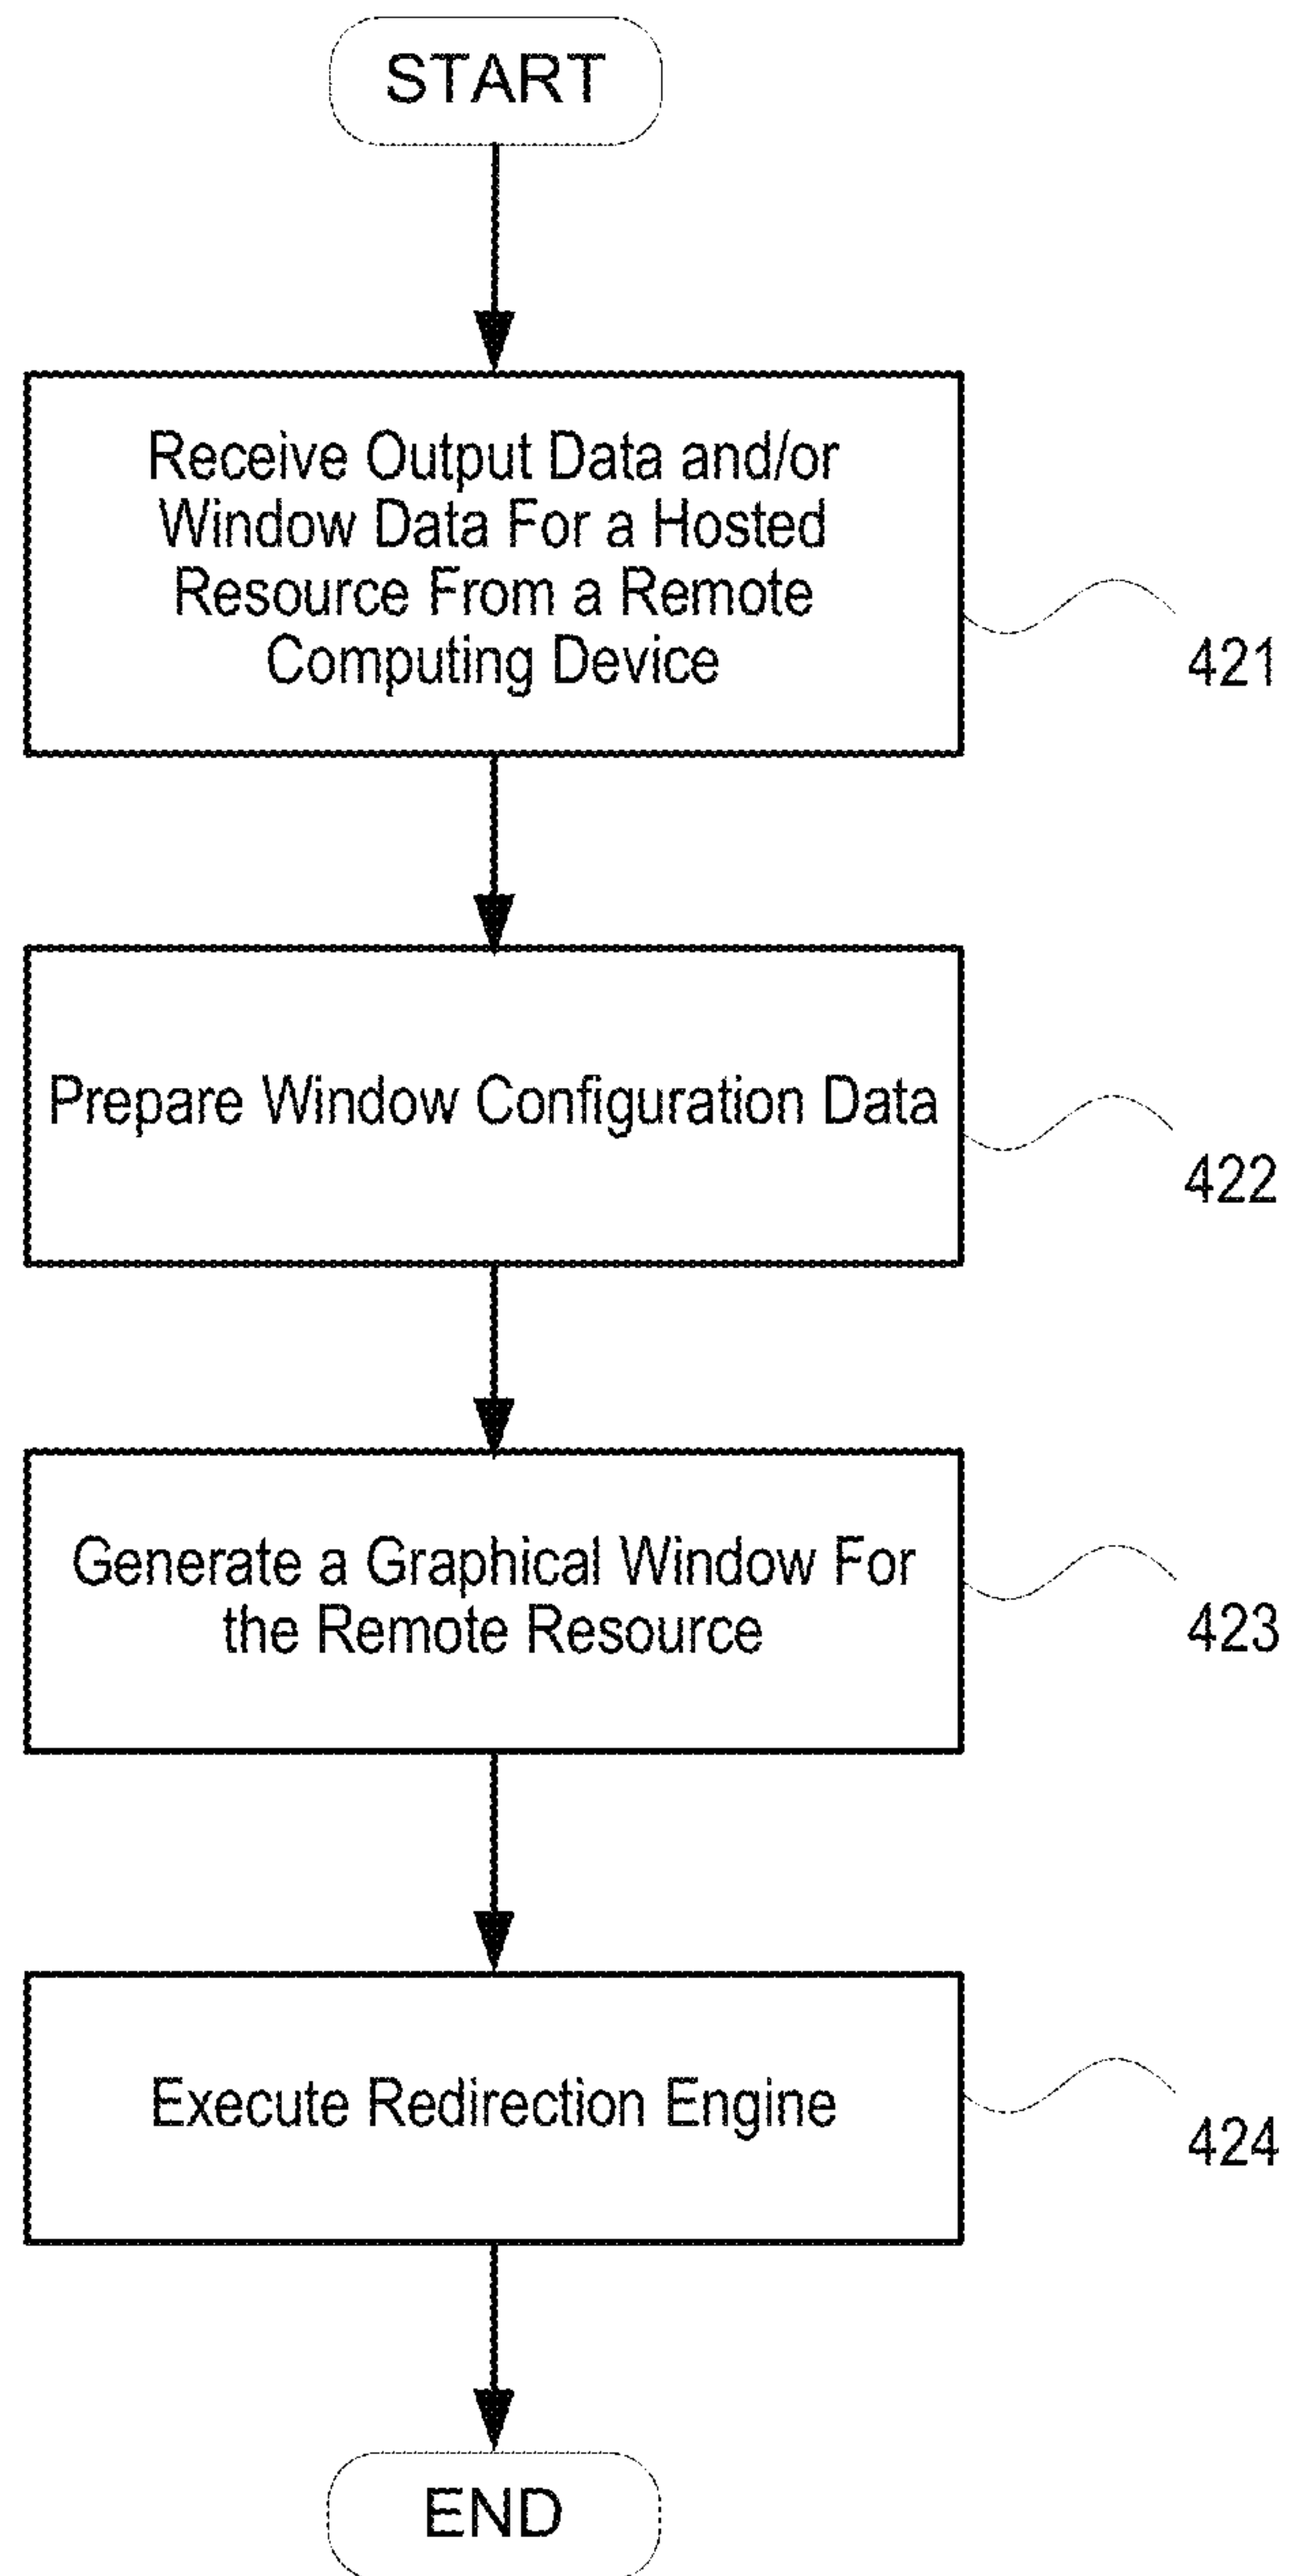 START
Receive Output Data and/or
Window Data For a Hosted
Resource From a Remote
Computing Device
421
Prepare Window Configuration Data
422
Generate a Graphical Window For
the Remote Resource
423
Execute Redirection Engine
424
END